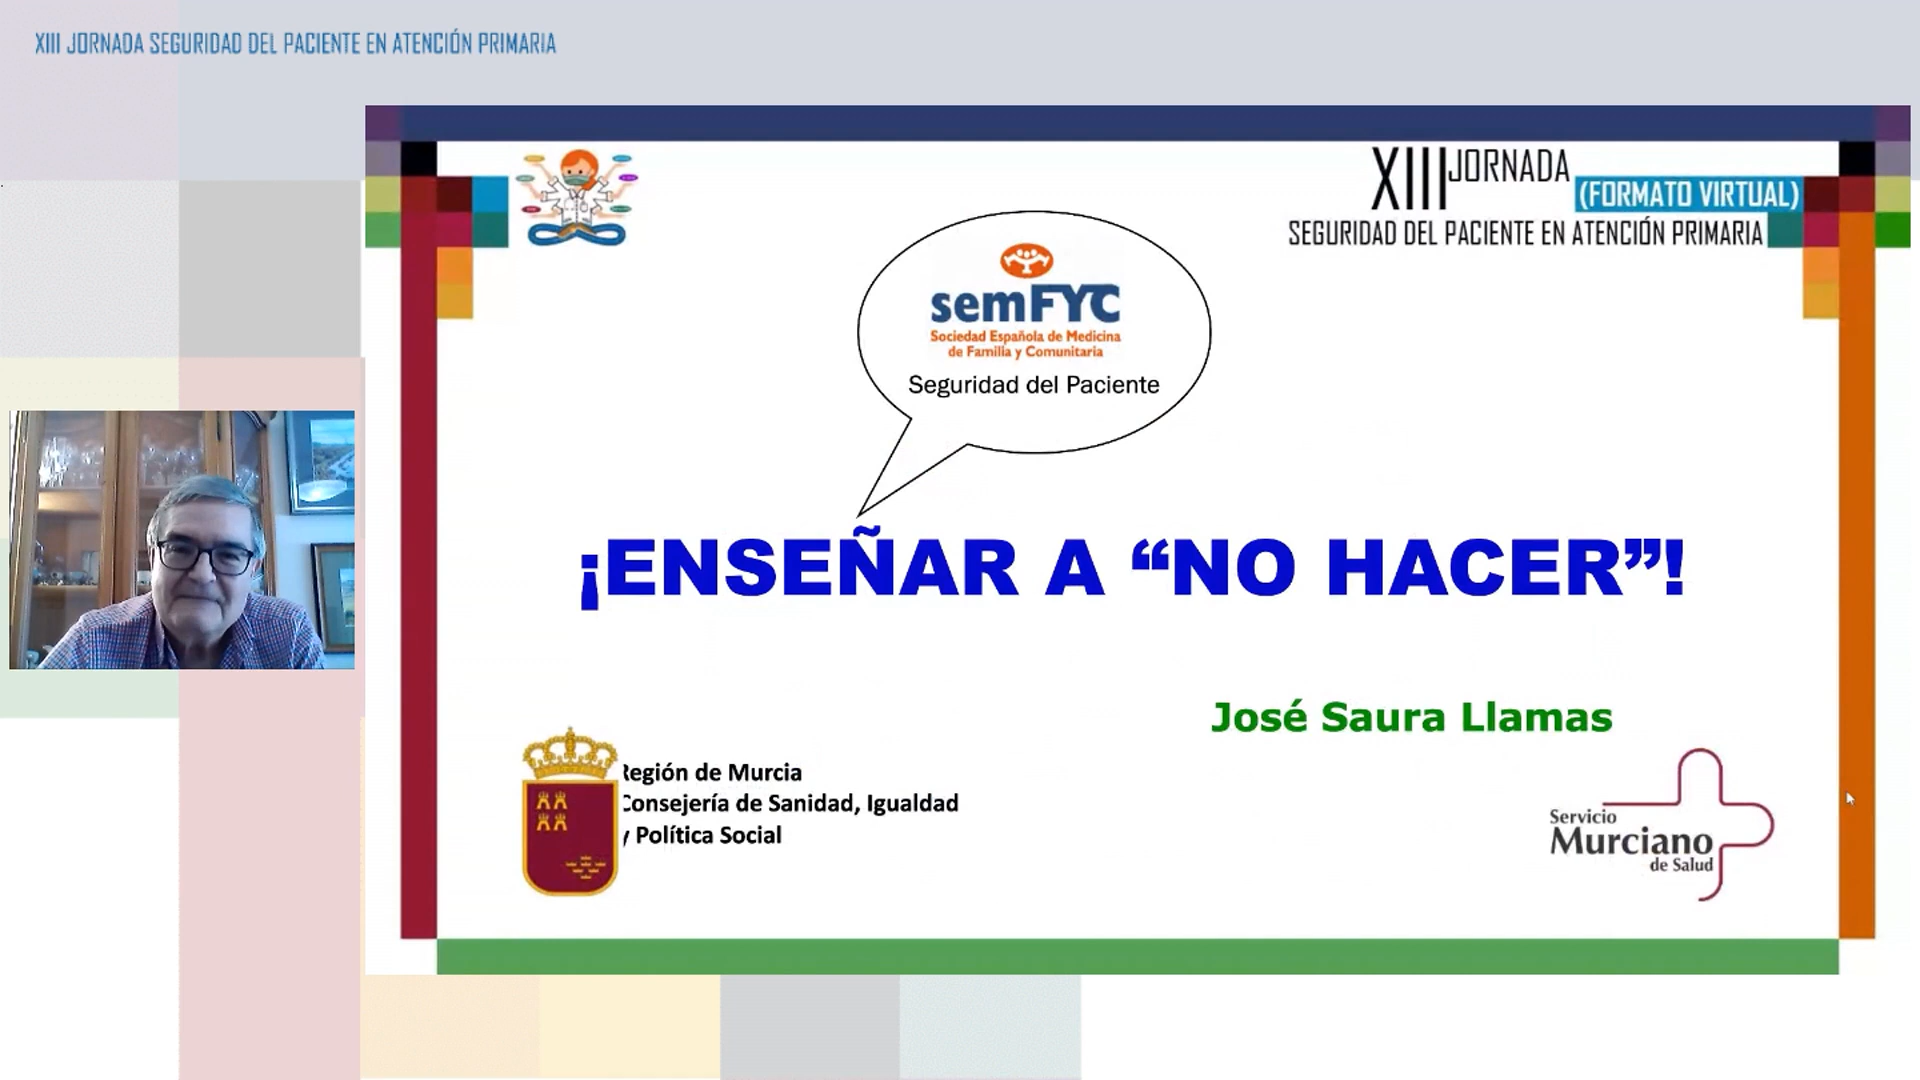 XIII JORNADA SEGURIDAD DEL PACIENTE EN ATENCIÓN PRIMARIA
XIII JORNADA
(FORMATO VIRTUAL)
SEGURIDAD DEL PACIENTE EN ATENCIÓN PRIMARIA
semFYC
Sociedad Española de Medicina
de Familia y Comunitaria
Seguridad del Paciente
¡ENSEÑAR A “NO HACER”!
José Saura Llamas
Región de Murcia
Consejería de Sanidad, Igualdad
y Política Social
Servicio
Murciano
de Salud